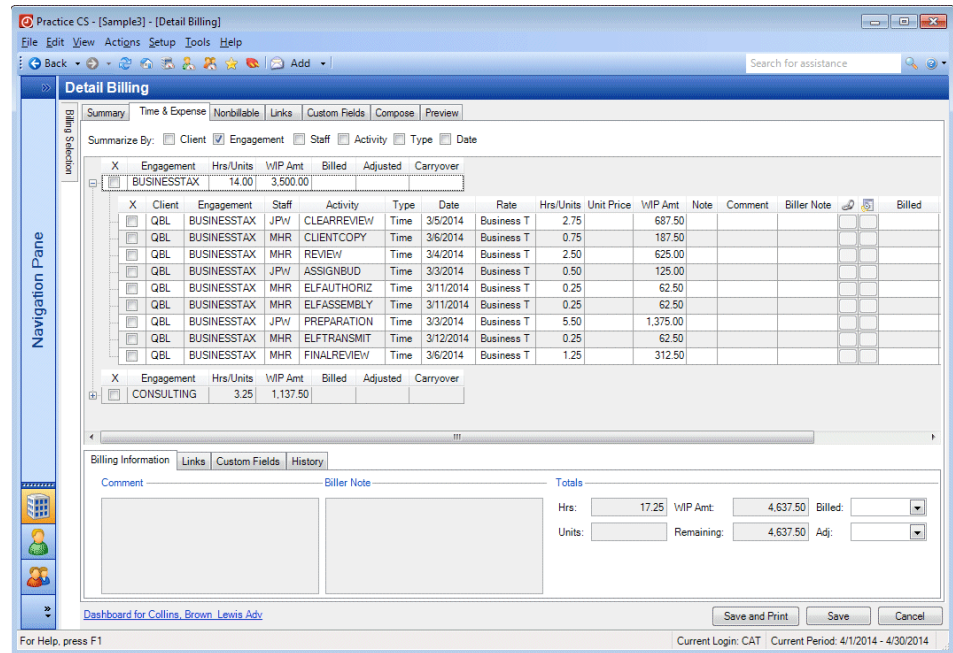 Practice CS - [Sample3] - [Detail Billing]
File Edit View Actions Setup Tools Help
Back Add Search for assistance
Detail Billing
Navigation Pane
Billing Selection
Summary Time & Expense Nonbillable Links Custom Fields Compose Preview
Summarize By: Client Engagement Staff Activity Type Date
X Engagement Hrs/Units WIP Amt Billed Adjusted Carryover
BUSINESSTAX 14.00 3,500.00
X Client Engagement Staff Activity Type Date Rate Hrs/Units Unit Price WIP Amt Note Comment Biller Note Billed
QBL BUSINESSTAX JPW CLEARREVIEW Time 3/5/2014 Business T 2.75 687.50
QBL BUSINESSTAX MHR CLIENTCOPY Time 3/6/2014 Business T 0.75 187.50
QBL BUSINESSTAX MHR REVIEW Time 3/4/2014 Business T 2.50 625.00
QBL BUSINESSTAX JPW ASSIGNBUD Time 3/3/2014 Business T 0.50 125.00
QBL BUSINESSTAX MHR ELFAUTHORIZ Time 3/11/2014 Business T 0.25 62.50
QBL BUSINESSTAX MHR ELFASSEMBLY Time 3/11/2014 Business T 0.25 62.50
QBL BUSINESSTAX JPW PREPARATION Time 3/3/2014 Business T 5.50 1,375.00
QBL BUSINESSTAX MHR ELFTRANSMIT Time 3/12/2014 Business T 0.25 62.50
QBL BUSINESSTAX MHR FINALREVIEW Time 3/6/2014 Business T 1.25 312.50
X Engagement Hrs/Units WIP Amt Billed Adjusted Carryover
CONSULTING 3.25 1,137.50
Billing Information Links Custom Fields History
Comment Biller Note Totals
Hrs: 17.25 WIP Amt: 4,637.50 Billed:
Units: Remaining: 4,637.50 Adj:
Dashboard for Collins, Brown Lewis Adv Save and Print Save Cancel
For Help, press F1 Current Login: CAT Current Period: 4/1/2014 - 4/30/2014